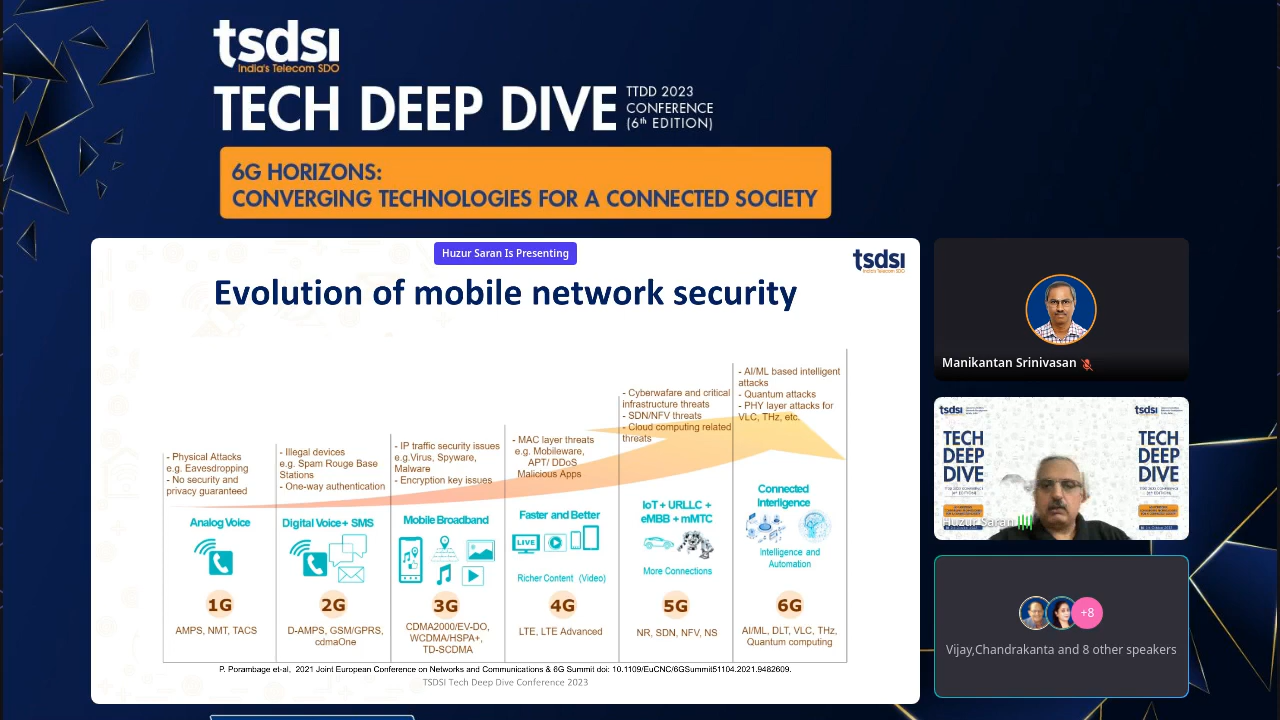 tsdsi
India's Telecom SDO
TECH DEEP DIVE
TTDD 2023
CONFERENCE
(6th EDITION)
6G HORIZONS:
CONVERGING TECHNOLOGIES FOR A CONNECTED SOCIETY
Huzur Saran Is Presenting
tsdsi
India's Telecom SDO
Evolution of mobile network security
- Physical Attacks
e.g. Eavesdropping
- No security and
privacy guaranteed
Analog Voice
1G
AMPS, NMT, TACS
- Illegal devices
e.g. Spam Rouge Base
Stations
- One-way authentication
Digital Voice + SMS
2G
D-AMPS, GSM/GPRS,
cdmaOne
- IP traffic security issues
e.g.Virus, Spyware,
Malware
- Encryption key issues
Mobile Broadband
3G
CDMA2000/EV-DO,
WCDMA/HSPA+,
TD-SCDMA
- MAC layer threats
e.g. Mobileware,
APT/ DDoS
Malicious Apps
Faster and Better
LIVE
Richer Content (Video)
4G
LTE, LTE Advanced
- Cyberwafare and critical
infrastructure threats
- SDN/NFV threats
- Cloud computing related
threats
IoT + URLLC +
eMBB + mMTC
More Connections
5G
NR, SDN, NFV, NS
- AI/ML based intelligent
attacks
- Quantum attacks
- PHY layer attacks for
VLC, THz, etc.
Connected
Interligence
Intelligence and
Automation
6G
AI/ML, DLT, VLC, THz,
Quantum computing
P. Porambage et-al, 2021 Joint European Conference on Networks and Communications & 6G Summit doi: 10.1109/EuCNC/6GSummit51104.2021.9482609.
TSDSI Tech Deep Dive Conference 2023
Manikantan Srinivasan
tsdsi
tsdsi
TECH
DEEP
DIVE
TECH
DEEP
DIVE
Huzur Saran
+8
Vijay,Chandrakanta and 8 other speakers